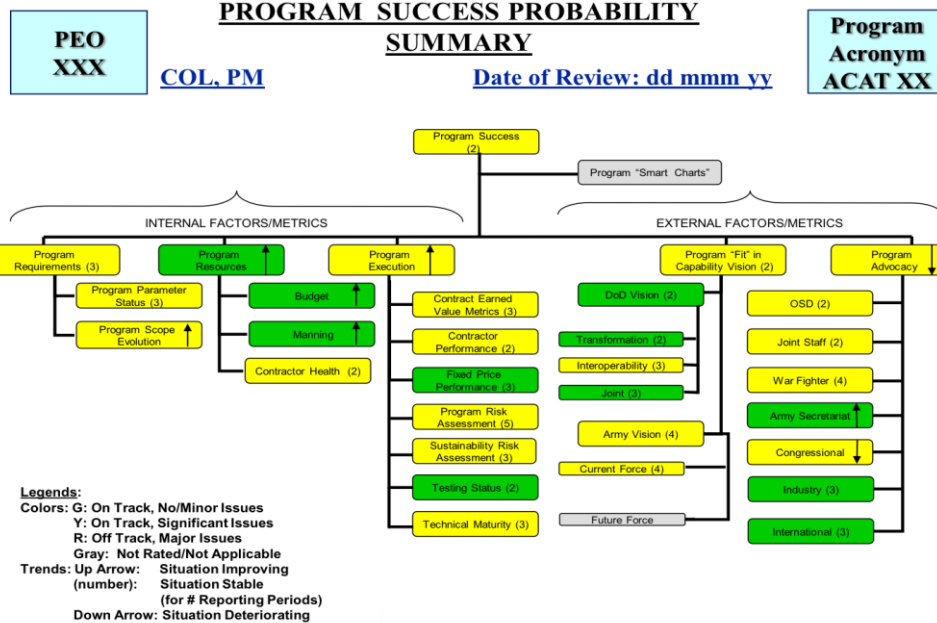 PROGRAM SUCCESS PROBABILITY
SUMMARY
PEO
XXX
COL, PM
Date of Review: dd mmm yy
Program
Acronym
ACAT XX
Program Success
(2)
Program “Smart Charts”
INTERNAL FACTORS/METRICS
EXTERNAL FACTORS/METRICS
Program
Requirements (3)
Program Parameter
Status (3)
Program Scope
Evolution
Program
Resources
Budget
Manning
Contractor Health (2)
Program
Execution
Contract Earned
Value Metrics (3)
Contractor
Performance (2)
Fixed Price
Performance (3)
Program Risk
Assessment (5)
Sustainability Risk
Assessment (3)
Testing Status (2)
Technical Maturity (3)
Program “Fit” in
Capability Vision (2)
DoD Vision (2)
Transformation (2)
Interoperability (3)
Joint (3)
Army Vision (4)
Current Force (4)
Future Force
Program
Advocacy
OSD (2)
Joint Staff (2)
War Fighter (4)
Army Secretariat
Congressional
Industry (3)
International (3)
Legends:
Colors: G: On Track, No/Minor Issues
Y: On Track, Significant Issues
R: Off Track, Major Issues
Gray: Not Rated/Not Applicable
Trends: Up Arrow: Situation Improving
(number): Situation Stable
(for # Reporting Periods)
Down Arrow: Situation Deteriorating